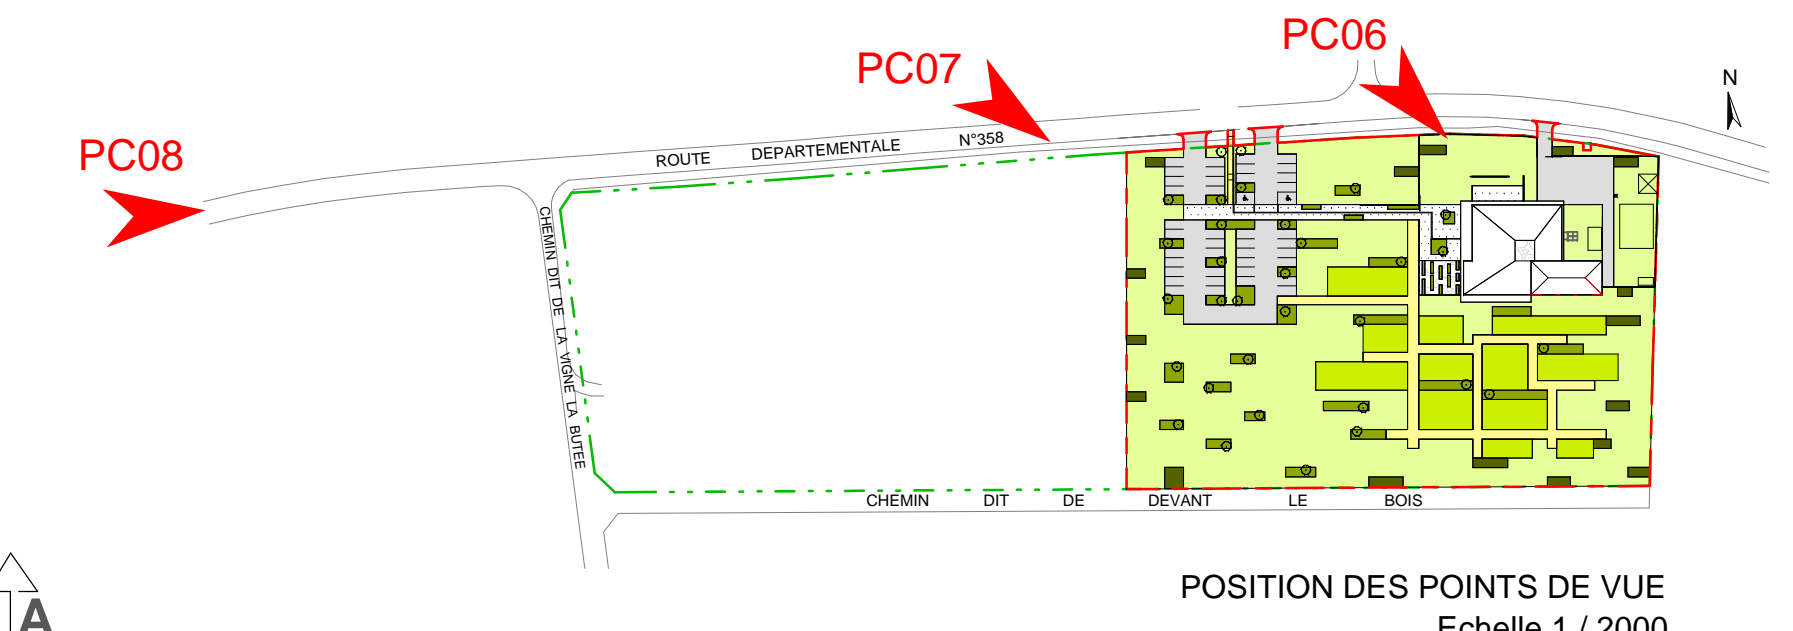 PC06
PC07
N
PC08
ROUTE DEPARTEMENTALE N°358
CHEMIN DIT DE LA VIGNE LA BUTEE
CHEMIN DIT DE DEVANT LE BOIS
POSITION DES POINTS DE VUE
Echelle 1 / 2000
A